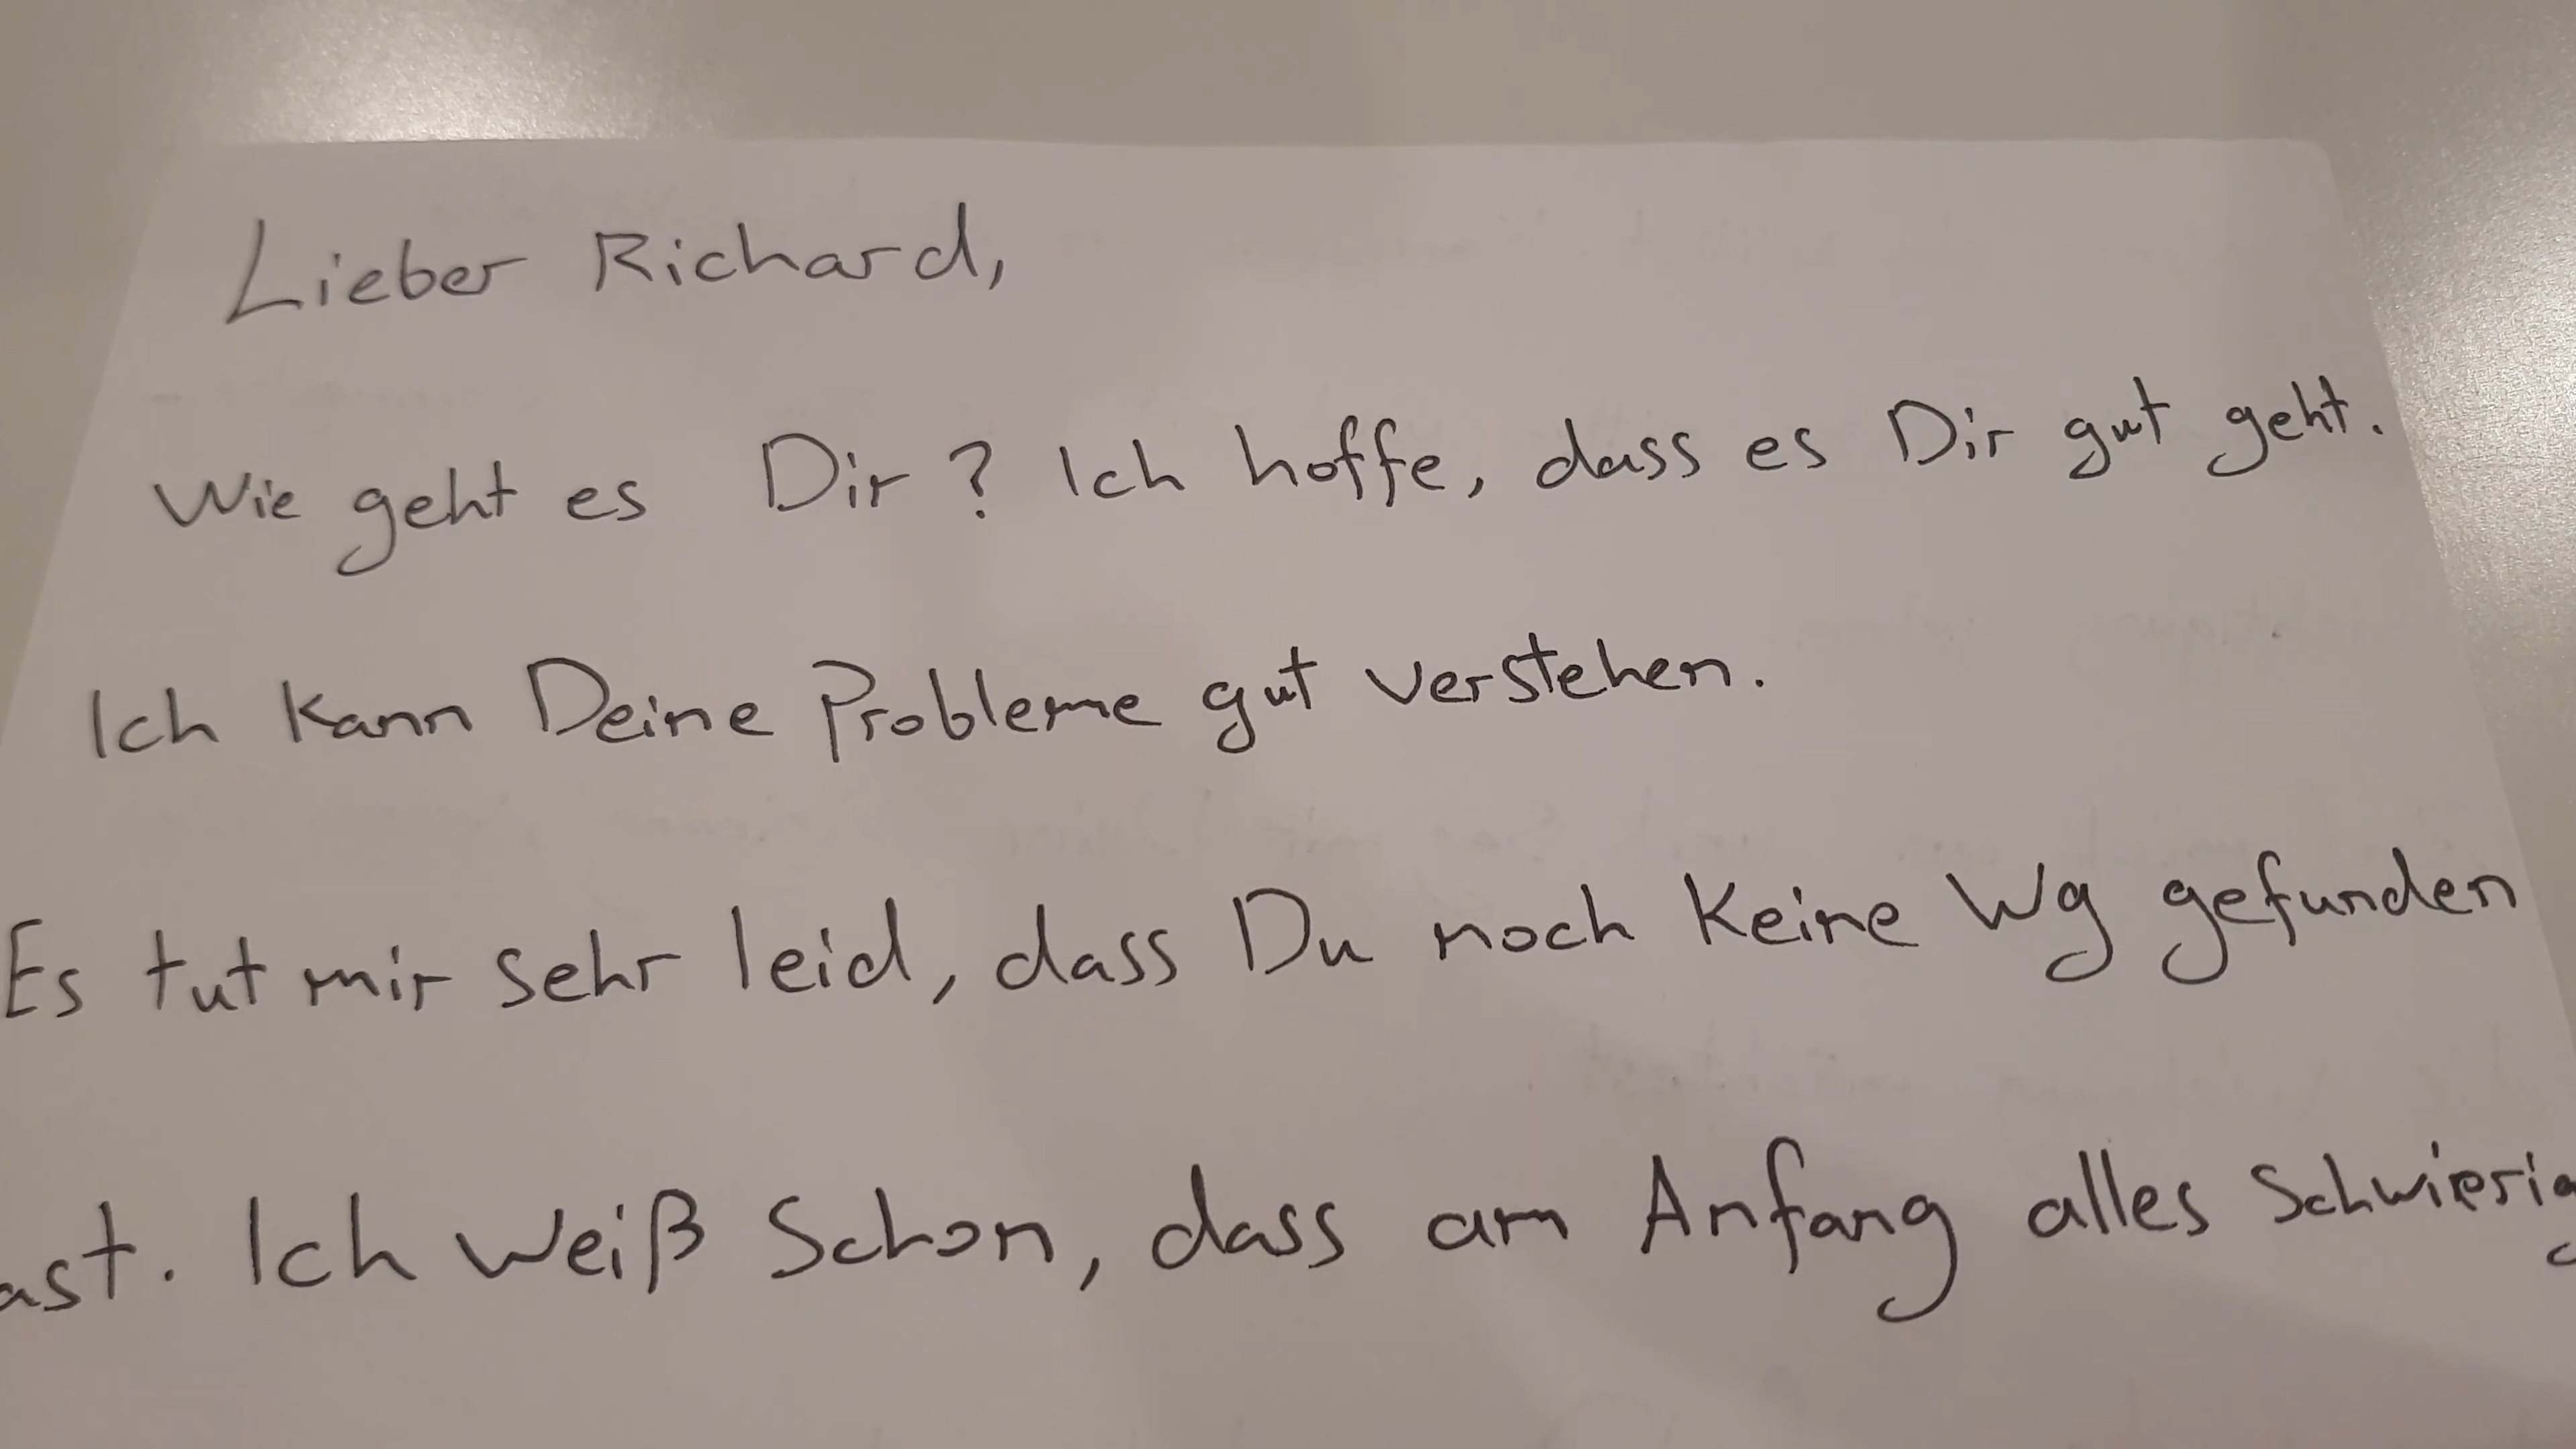 Lieber Richard,
Wie geht es Dir? Ich hoffe, dass es Dir gut geht.
Ich kann Deine Probleme gut verstehen.
Es tut mir sehr leid, dass Du noch keine Wg gefunden
ast. Ich weiß schon, dass am Anfang alles schwierig